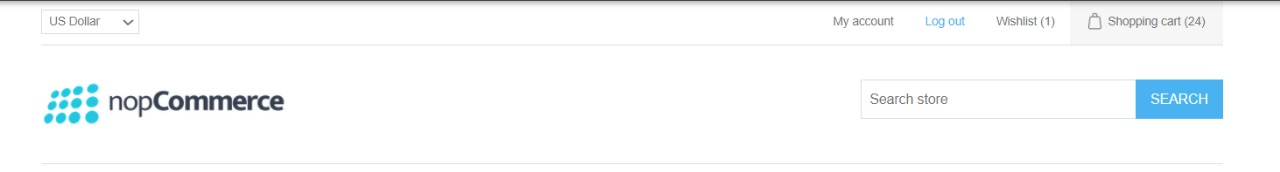 US Dollar My account Log out Wishlist (1) Shopping cart (24)
nopCommerce Search store SEARCH